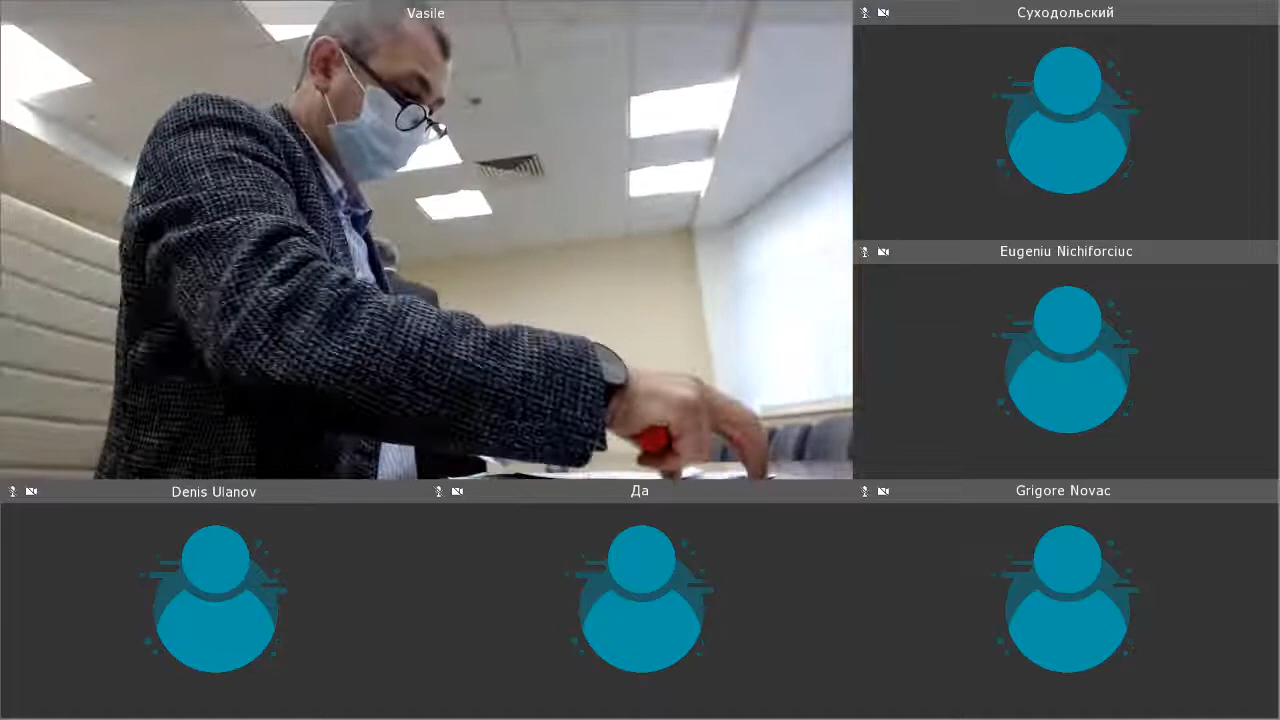 Vasile
Суходольский
Eugeniu Nichiforciuc
Denis Ulanov
Да
Grigore Novac